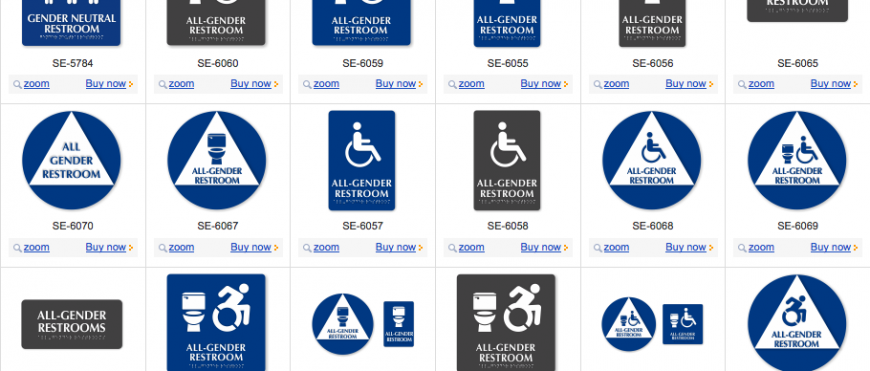 GENDER NEUTRAL
RESTROOM
ALL-GENDER
RESTROOM
ALL-GENDER
RESTROOM
ALL-GENDER
RESTROOM
ALL-GENDER
RESTROOM
RESTROOM
SE-5784
SE-6060
SE-6059
SE-6055
SE-6056
SE-6065
zoom Buy now
zoom Buy now
zoom Buy now
zoom Buy now
zoom Buy now
zoom Buy now
ALL
GENDER
RESTROOM
ALL-GENDER
RESTROOM
ALL-GENDER
RESTROOM
ALL-GENDER
RESTROOM
ALL-GENDER
RESTROOM
ALL-GENDER
RESTROOM
SE-6070
SE-6067
SE-6057
SE-6058
SE-6068
SE-6069
zoom Buy now
zoom Buy now
zoom Buy now
zoom Buy now
zoom Buy now
zoom Buy now
ALL-GENDER
RESTROOMS
ALL-GENDER
RESTROOM
ALL-GENDER
RESTROOM
ALL-GENDER
RESTROOM
ALL-GENDER
RESTROOM
ALL-GENDER
RESTROOM
ALL-GENDER
RESTROOM
ALL-GENDER
RESTROOM